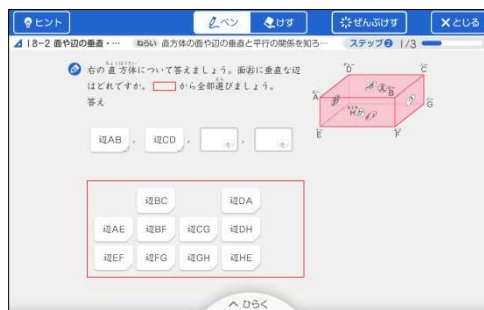 ヒント
ペン
けす
ぜんぶけす
×とじる
18-2 面や辺の垂直・…
ねらい 直方体の面や辺の垂直と平行の関係を知ろ…
ステップ❷ 1/3
右の直方体について答えましょう。面㋐に垂直な辺
はどれですか。
から全部選びましょう。
答え
辺AB , 辺CD , ,
D C
A B
G
H
E F
辺BC 辺DA
辺AE 辺BF 辺CG 辺DH
辺EF 辺FG 辺GH 辺HE
ひらく